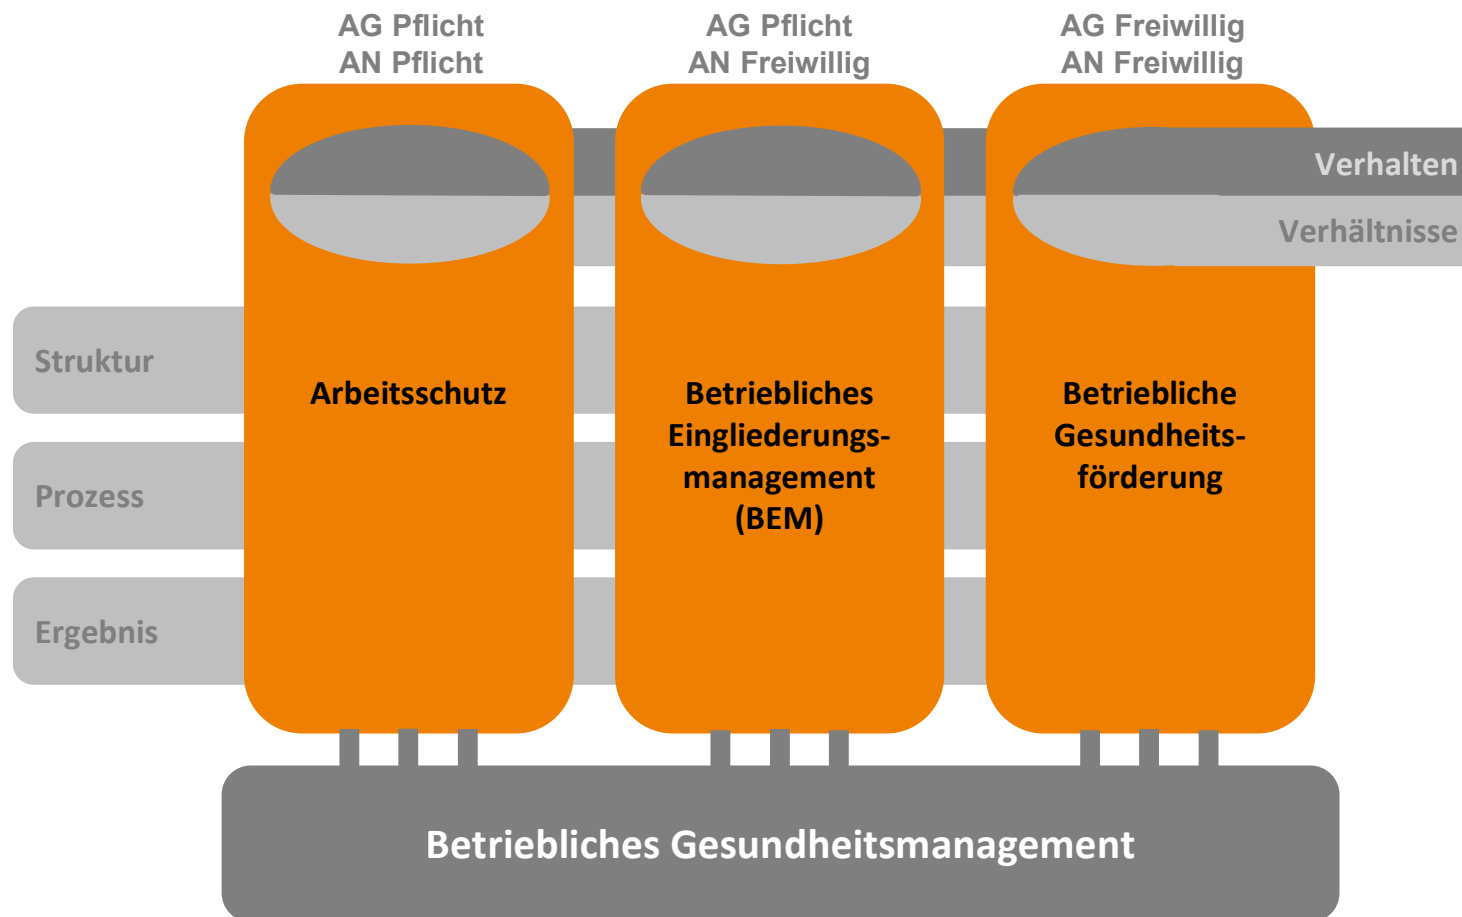 AG Pflicht
AN Pflicht
AG Pflicht
AN Freiwillig
AG Freiwillig
AN Freiwillig
Verhalten
Verhältnisse
Struktur
Prozess
Ergebnis
Arbeitsschutz
Betriebliches
Eingliederungs-
management
(BEM)
Betriebliche
Gesundheits-
förderung
Betriebliches Gesundheitsmanagement